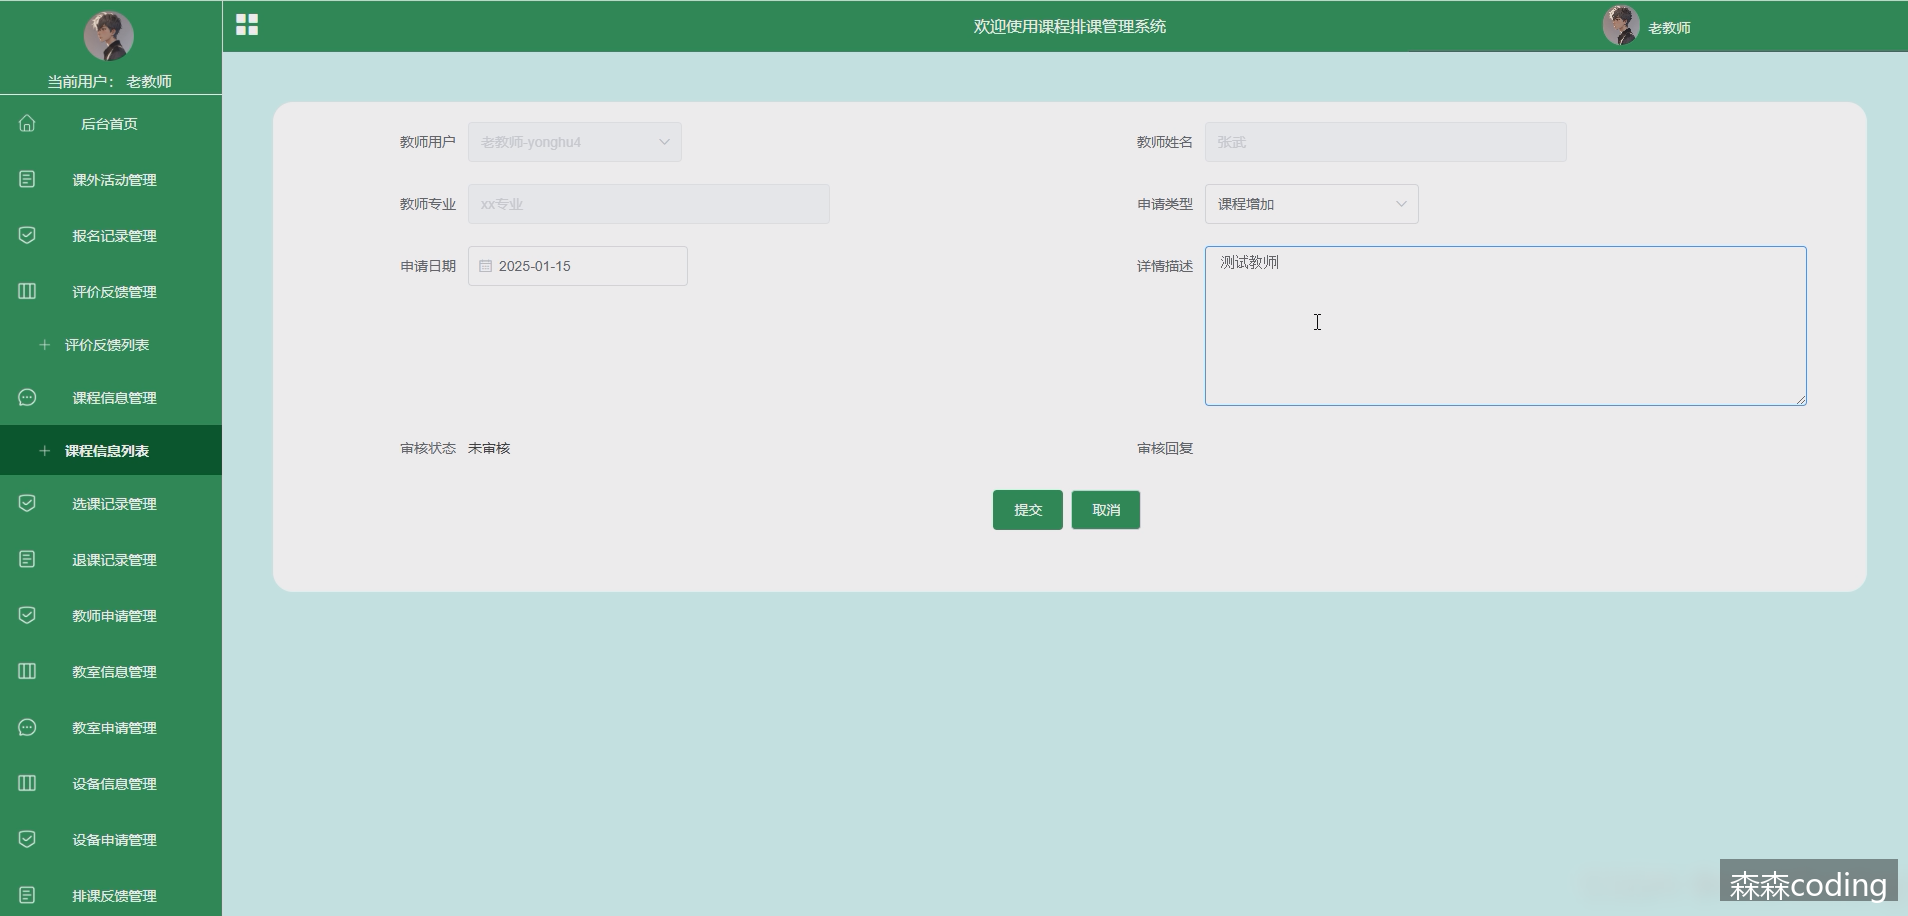 当前用户： 老教师
欢迎使用课程排课管理系统
老教师
后台首页
课外活动管理
报名记录管理
评价反馈管理
评价反馈列表
课程信息管理
课程信息列表
选课记录管理
退课记录管理
教师申请管理
教室信息管理
教室申请管理
设备信息管理
设备申请管理
排课反馈管理
教师用户 老教师-yonghu4
教师姓名 张武
教师专业 xx专业
申请类型 课程增加
申请日期 2025-01-15
详情描述 测试教师
审核状态 未审核
审核回复
提交 取消
森森coding